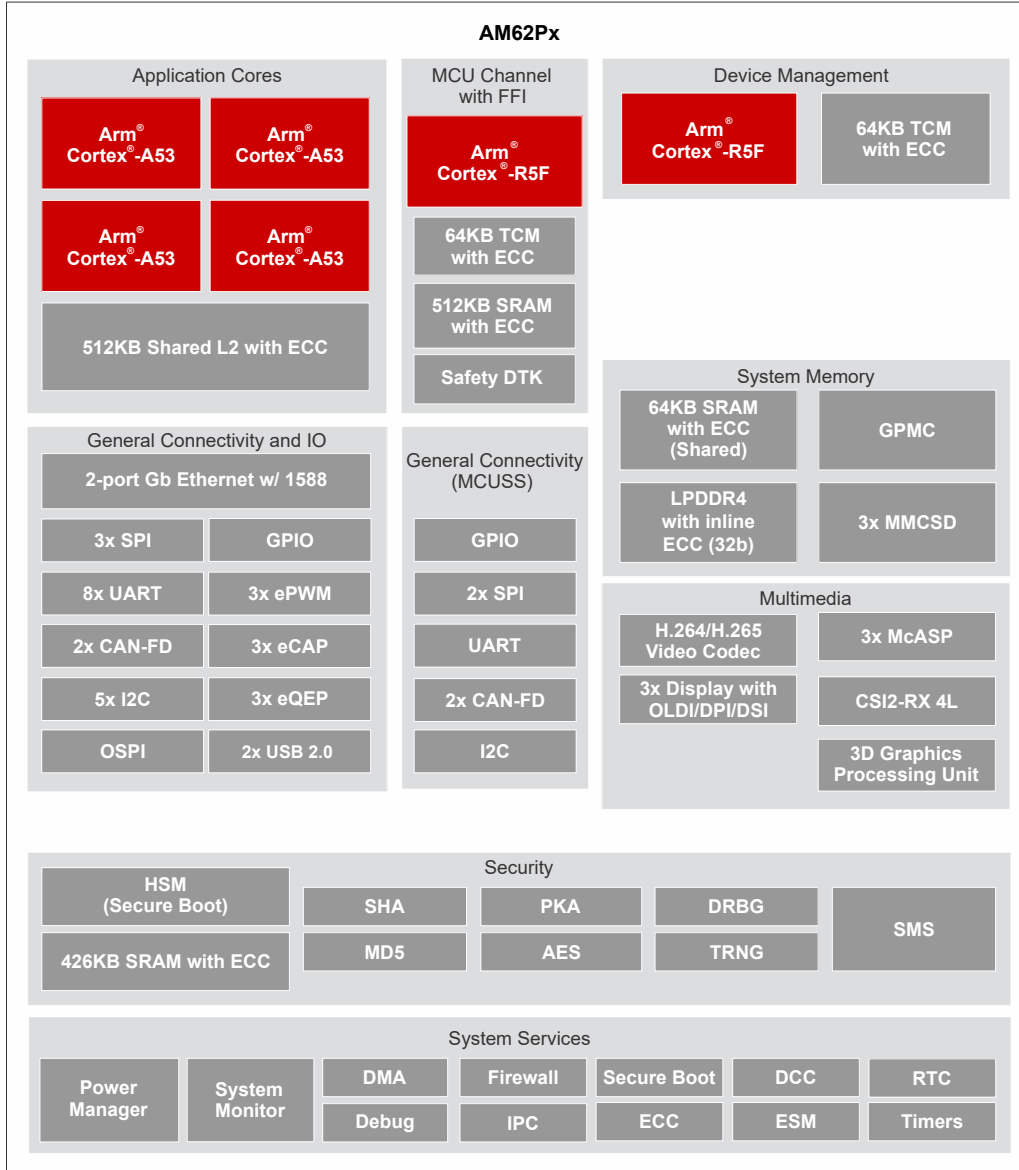 AM62Px
Application Cores
Arm®
Cortex®-A53
Arm®
Cortex®-A53
Arm®
Cortex®-A53
Arm®
Cortex®-A53
512KB Shared L2 with ECC
MCU Channel
with FFI
Arm®
Cortex®-R5F
64KB TCM
with ECC
512KB SRAM
with ECC
Safety DTK
Device Management
Arm®
Cortex®-R5F
64KB TCM
with ECC
System Memory
64KB SRAM
with ECC
(Shared)
GPMC
LPDDR4
with inline
ECC (32b)
3x MMCSD
General Connectivity and IO
2-port Gb Ethernet w/ 1588
3x SPI
GPIO
8x UART
3x ePWM
2x CAN-FD
3x eCAP
5x I2C
3x eQEP
OSPI
2x USB 2.0
General Connectivity
(MCUSS)
GPIO
2x SPI
UART
2x CAN-FD
I2C
Multimedia
H.264/H.265
Video Codec
3x McASP
3x Display with
OLDI/DPI/DSI
CSI2-RX 4L
3D Graphics
Processing Unit
Security
HSM
(Secure Boot)
426KB SRAM with ECC
SHA
PKA
DRBG
MD5
AES
TRNG
SMS
System Services
Power
Manager
System
Monitor
DMA
Firewall
Secure Boot
DCC
RTC
Debug
IPC
ECC
ESM
Timers